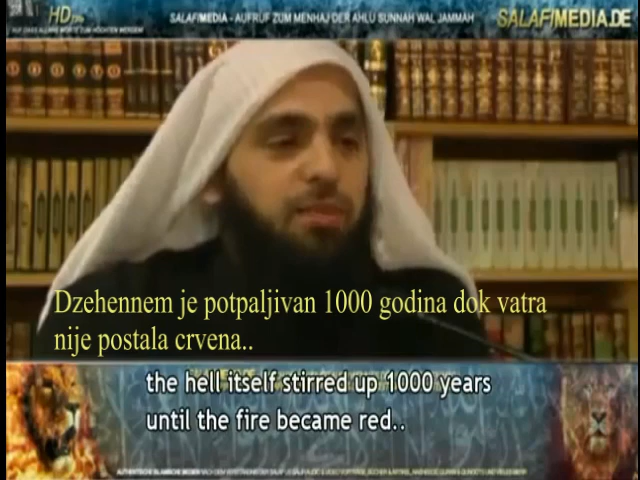 HD
SALAFIMEDIA - AUFRUF ZUM MENHAJ DER AHLU SUNNAH WAL JAMMAH
SALAFIMEDIA.DE
Dzehennem je potpaljivan 1000 godina dok vatra
nije postala crvena..
the hell itself stirred up 1000 years
until the fire became red..